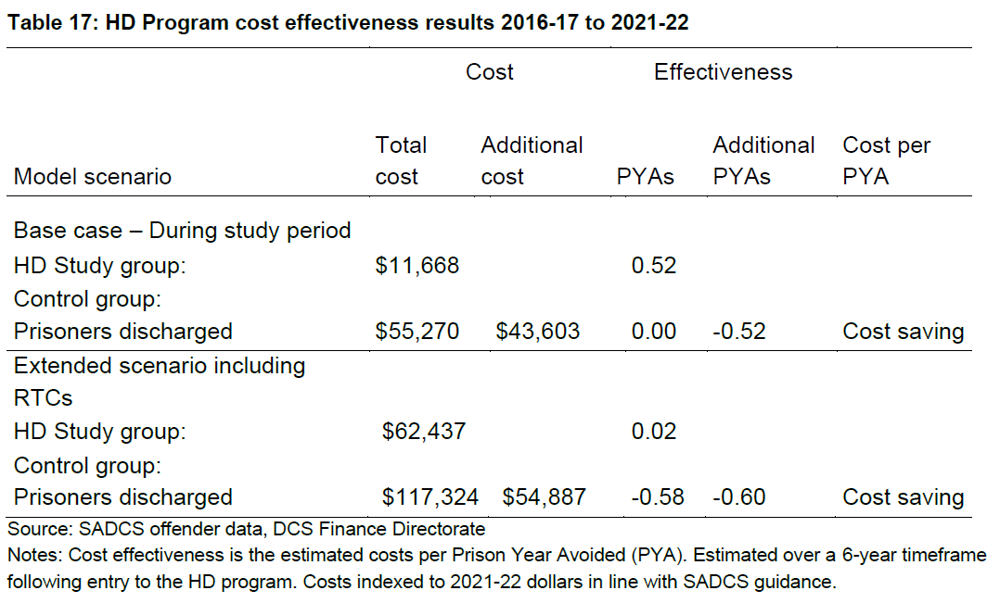 Table 17: HD Program cost effectiveness results 2016-17 to 2021-22
Cost Effectiveness
Total Additional Additional Cost per
Model scenario cost cost PYAs PYAs PYA
Base case – During study period
HD Study group: $11,668 0.52
Control group:
Prisoners discharged $55,270 $43,603 0.00 -0.52 Cost saving
Extended scenario including
RTCs
HD Study group: $62,437 0.02
Control group:
Prisoners discharged $117,324 $54,887 -0.58 -0.60 Cost saving
Source: SADCS offender data, DCS Finance Directorate
Notes: Cost effectiveness is the estimated costs per Prison Year Avoided (PYA). Estimated over a 6-year timeframe
following entry to the HD program. Costs indexed to 2021-22 dollars in line with SADCS guidance.